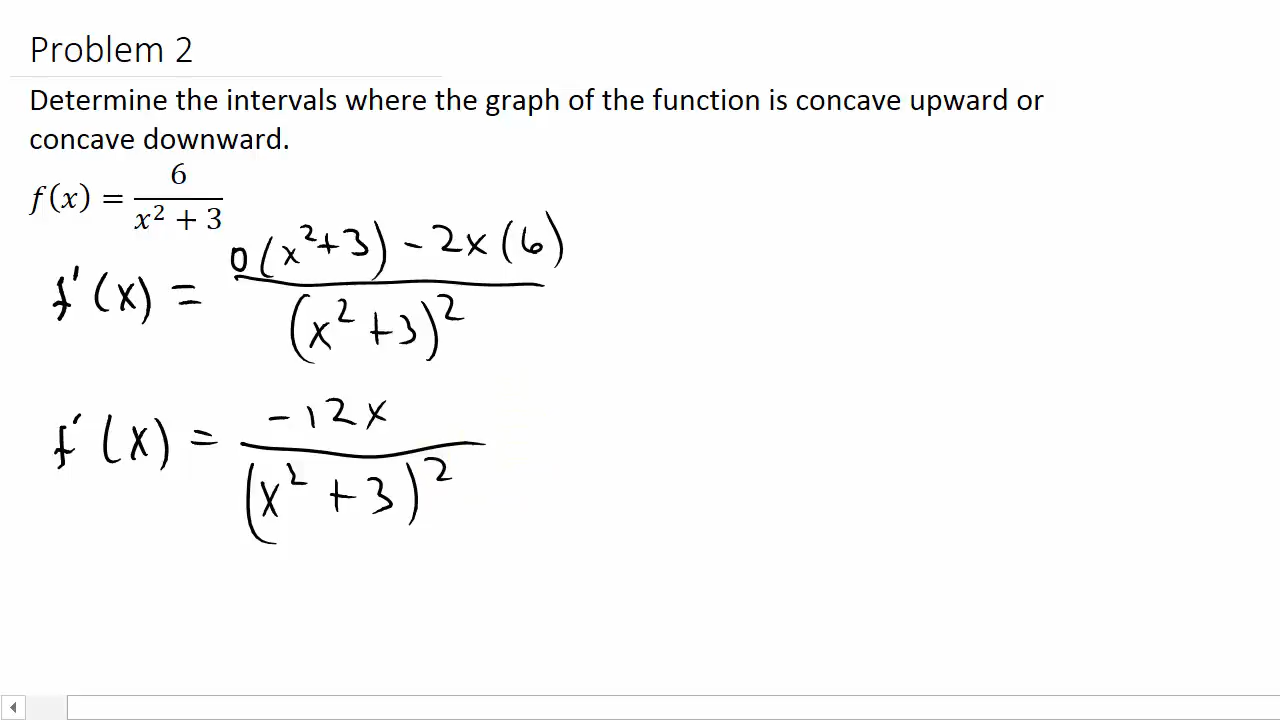 Problem 2
Determine the intervals where the graph of the function is concave upward or
concave downward.
f(x) = 6 / (x² + 3)
f'(x) = (0(x²+3) - 2x(6)) / (x²+3)²
f'(x) = -12x / (x²+3)²